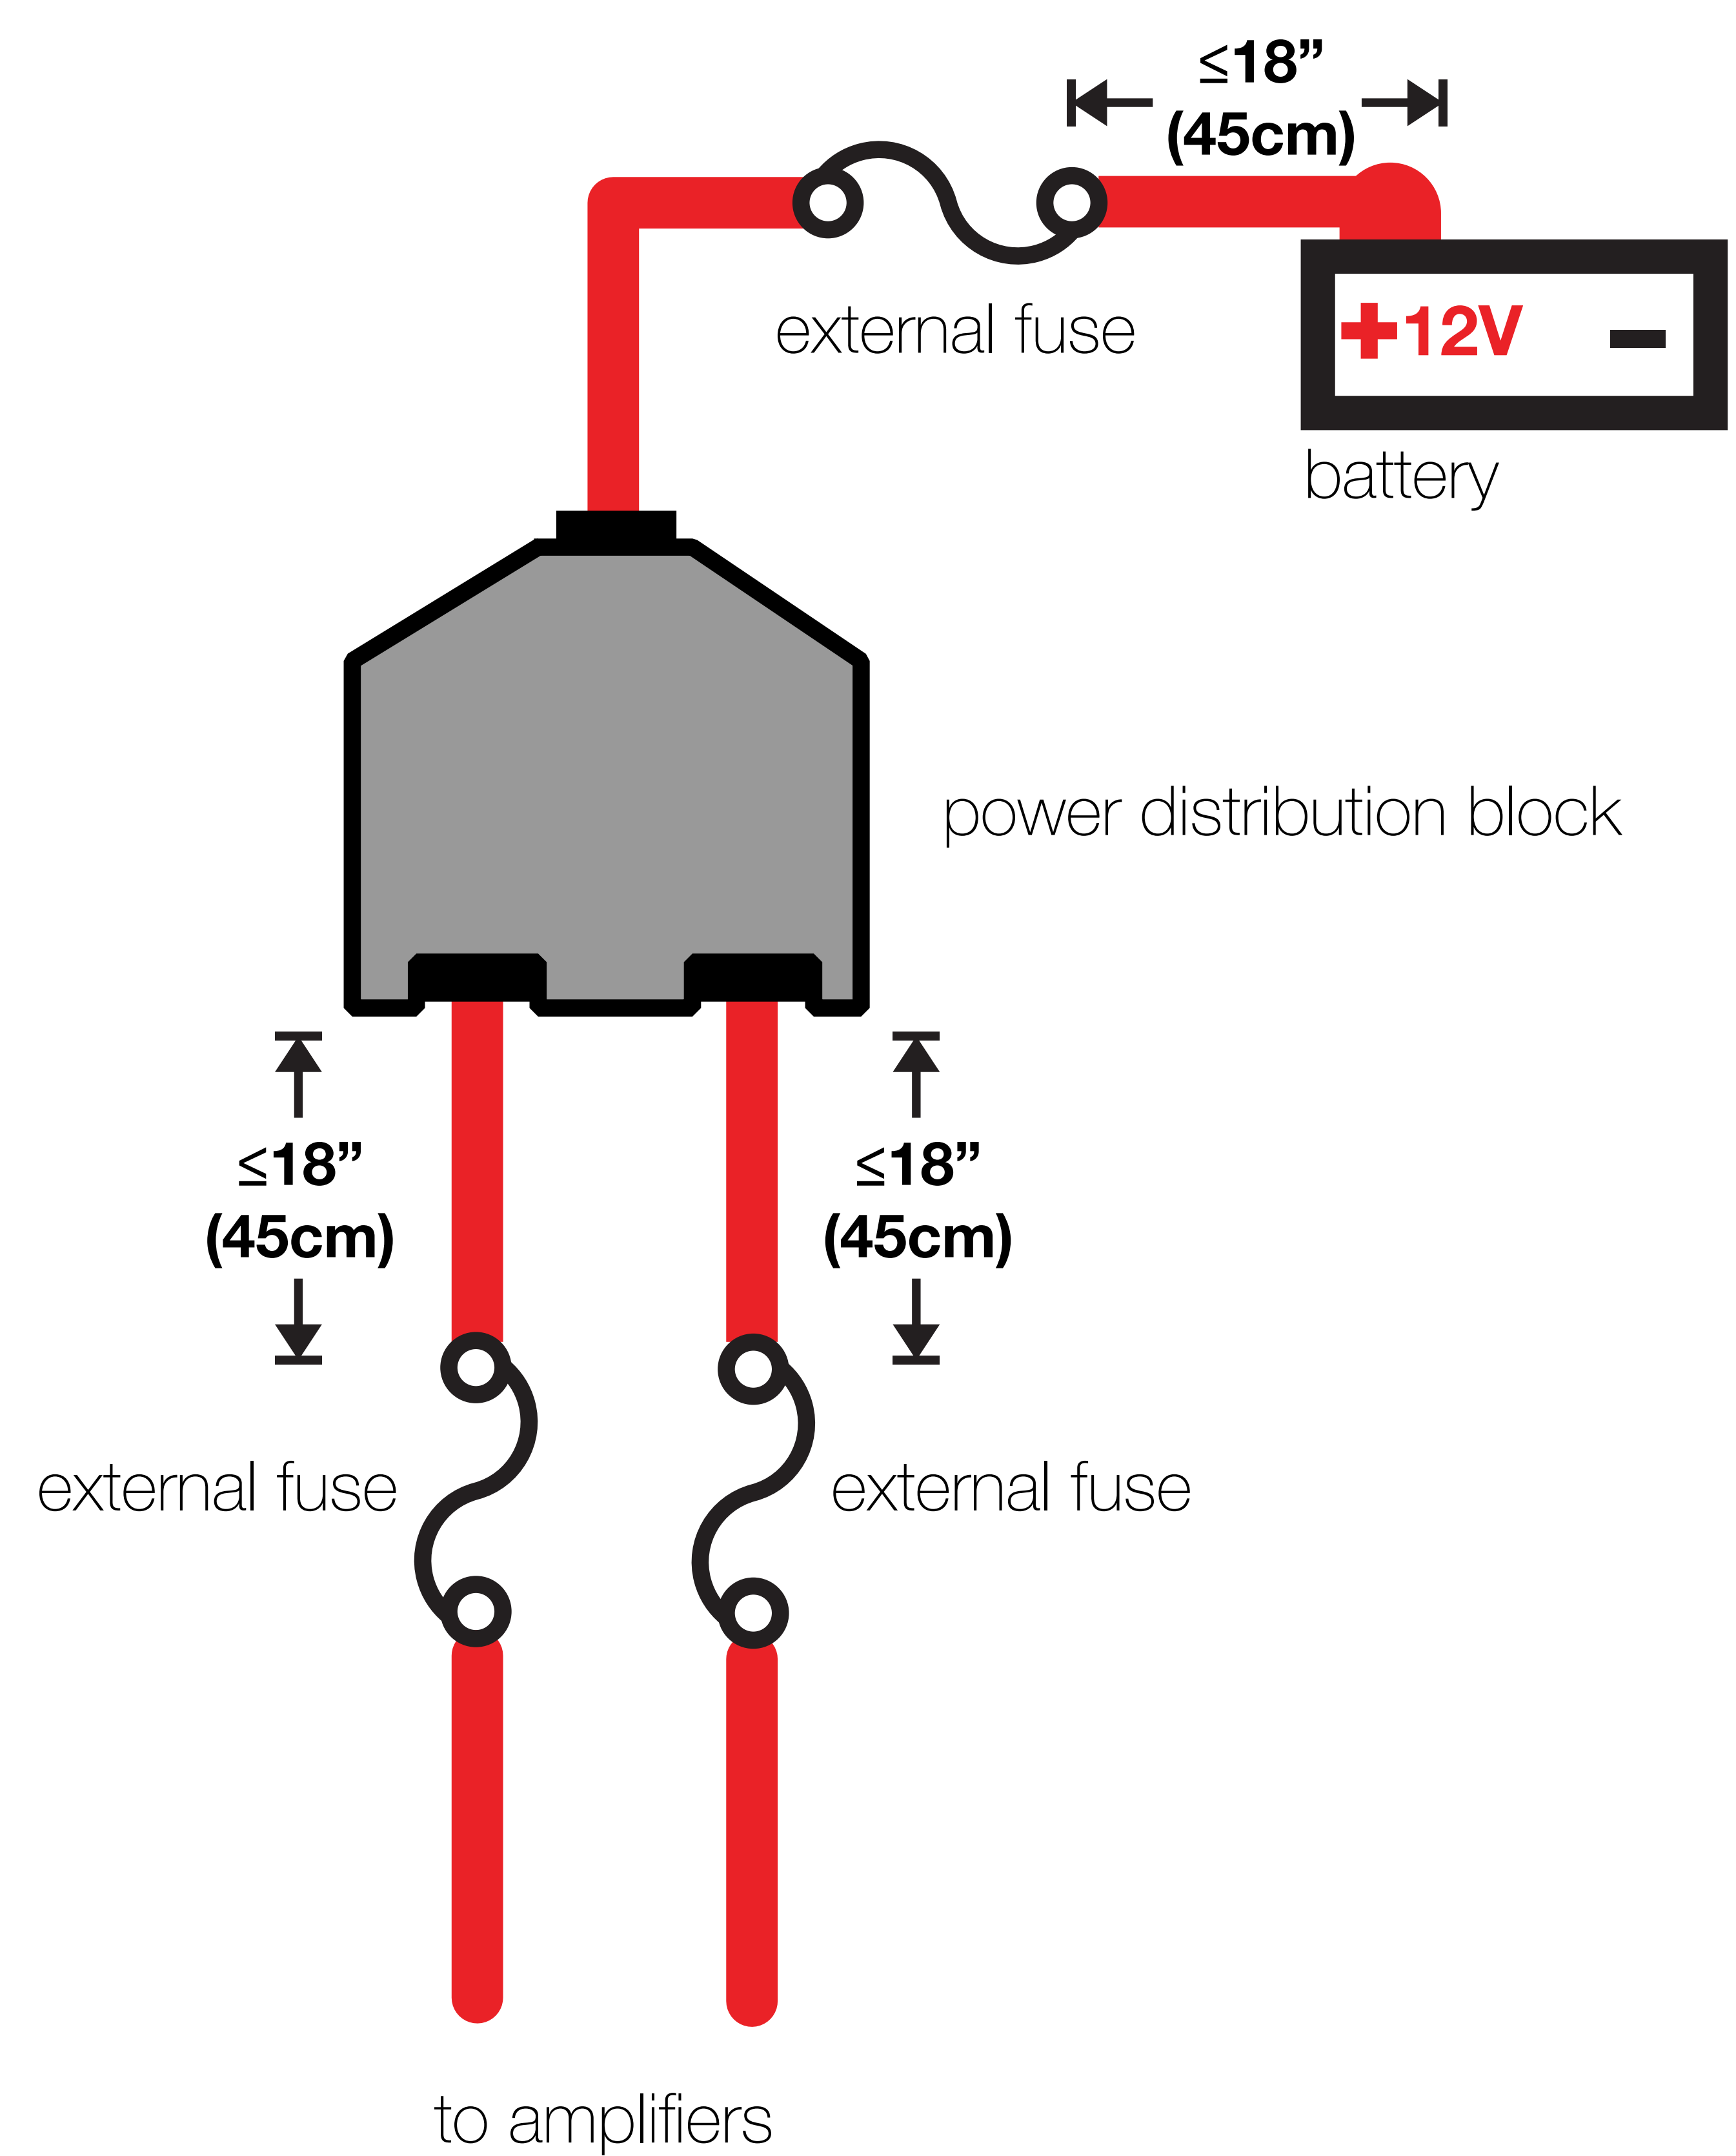 ≤18”
(45cm)
external fuse
+12V -
battery
power distribution block
≤18”
(45cm)
≤18”
(45cm)
external fuse
external fuse
to amplifiers